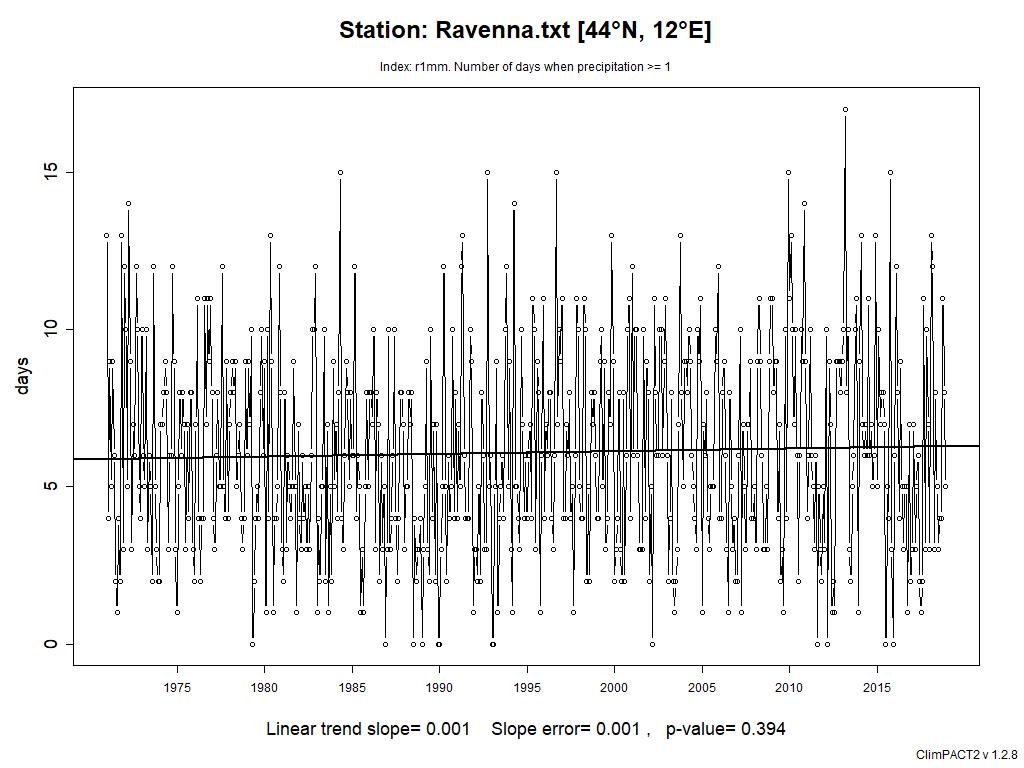 Station: Ravenna.txt [44°N, 12°E]
Index: r1mm. Number of days when precipitation >= 1
days
15
10
5
0
1975 1980 1985 1990 1995 2000 2005 2010 2015
Linear trend slope= 0.001 Slope error= 0.001 , p-value= 0.394
ClimPACT2 v 1.2.8